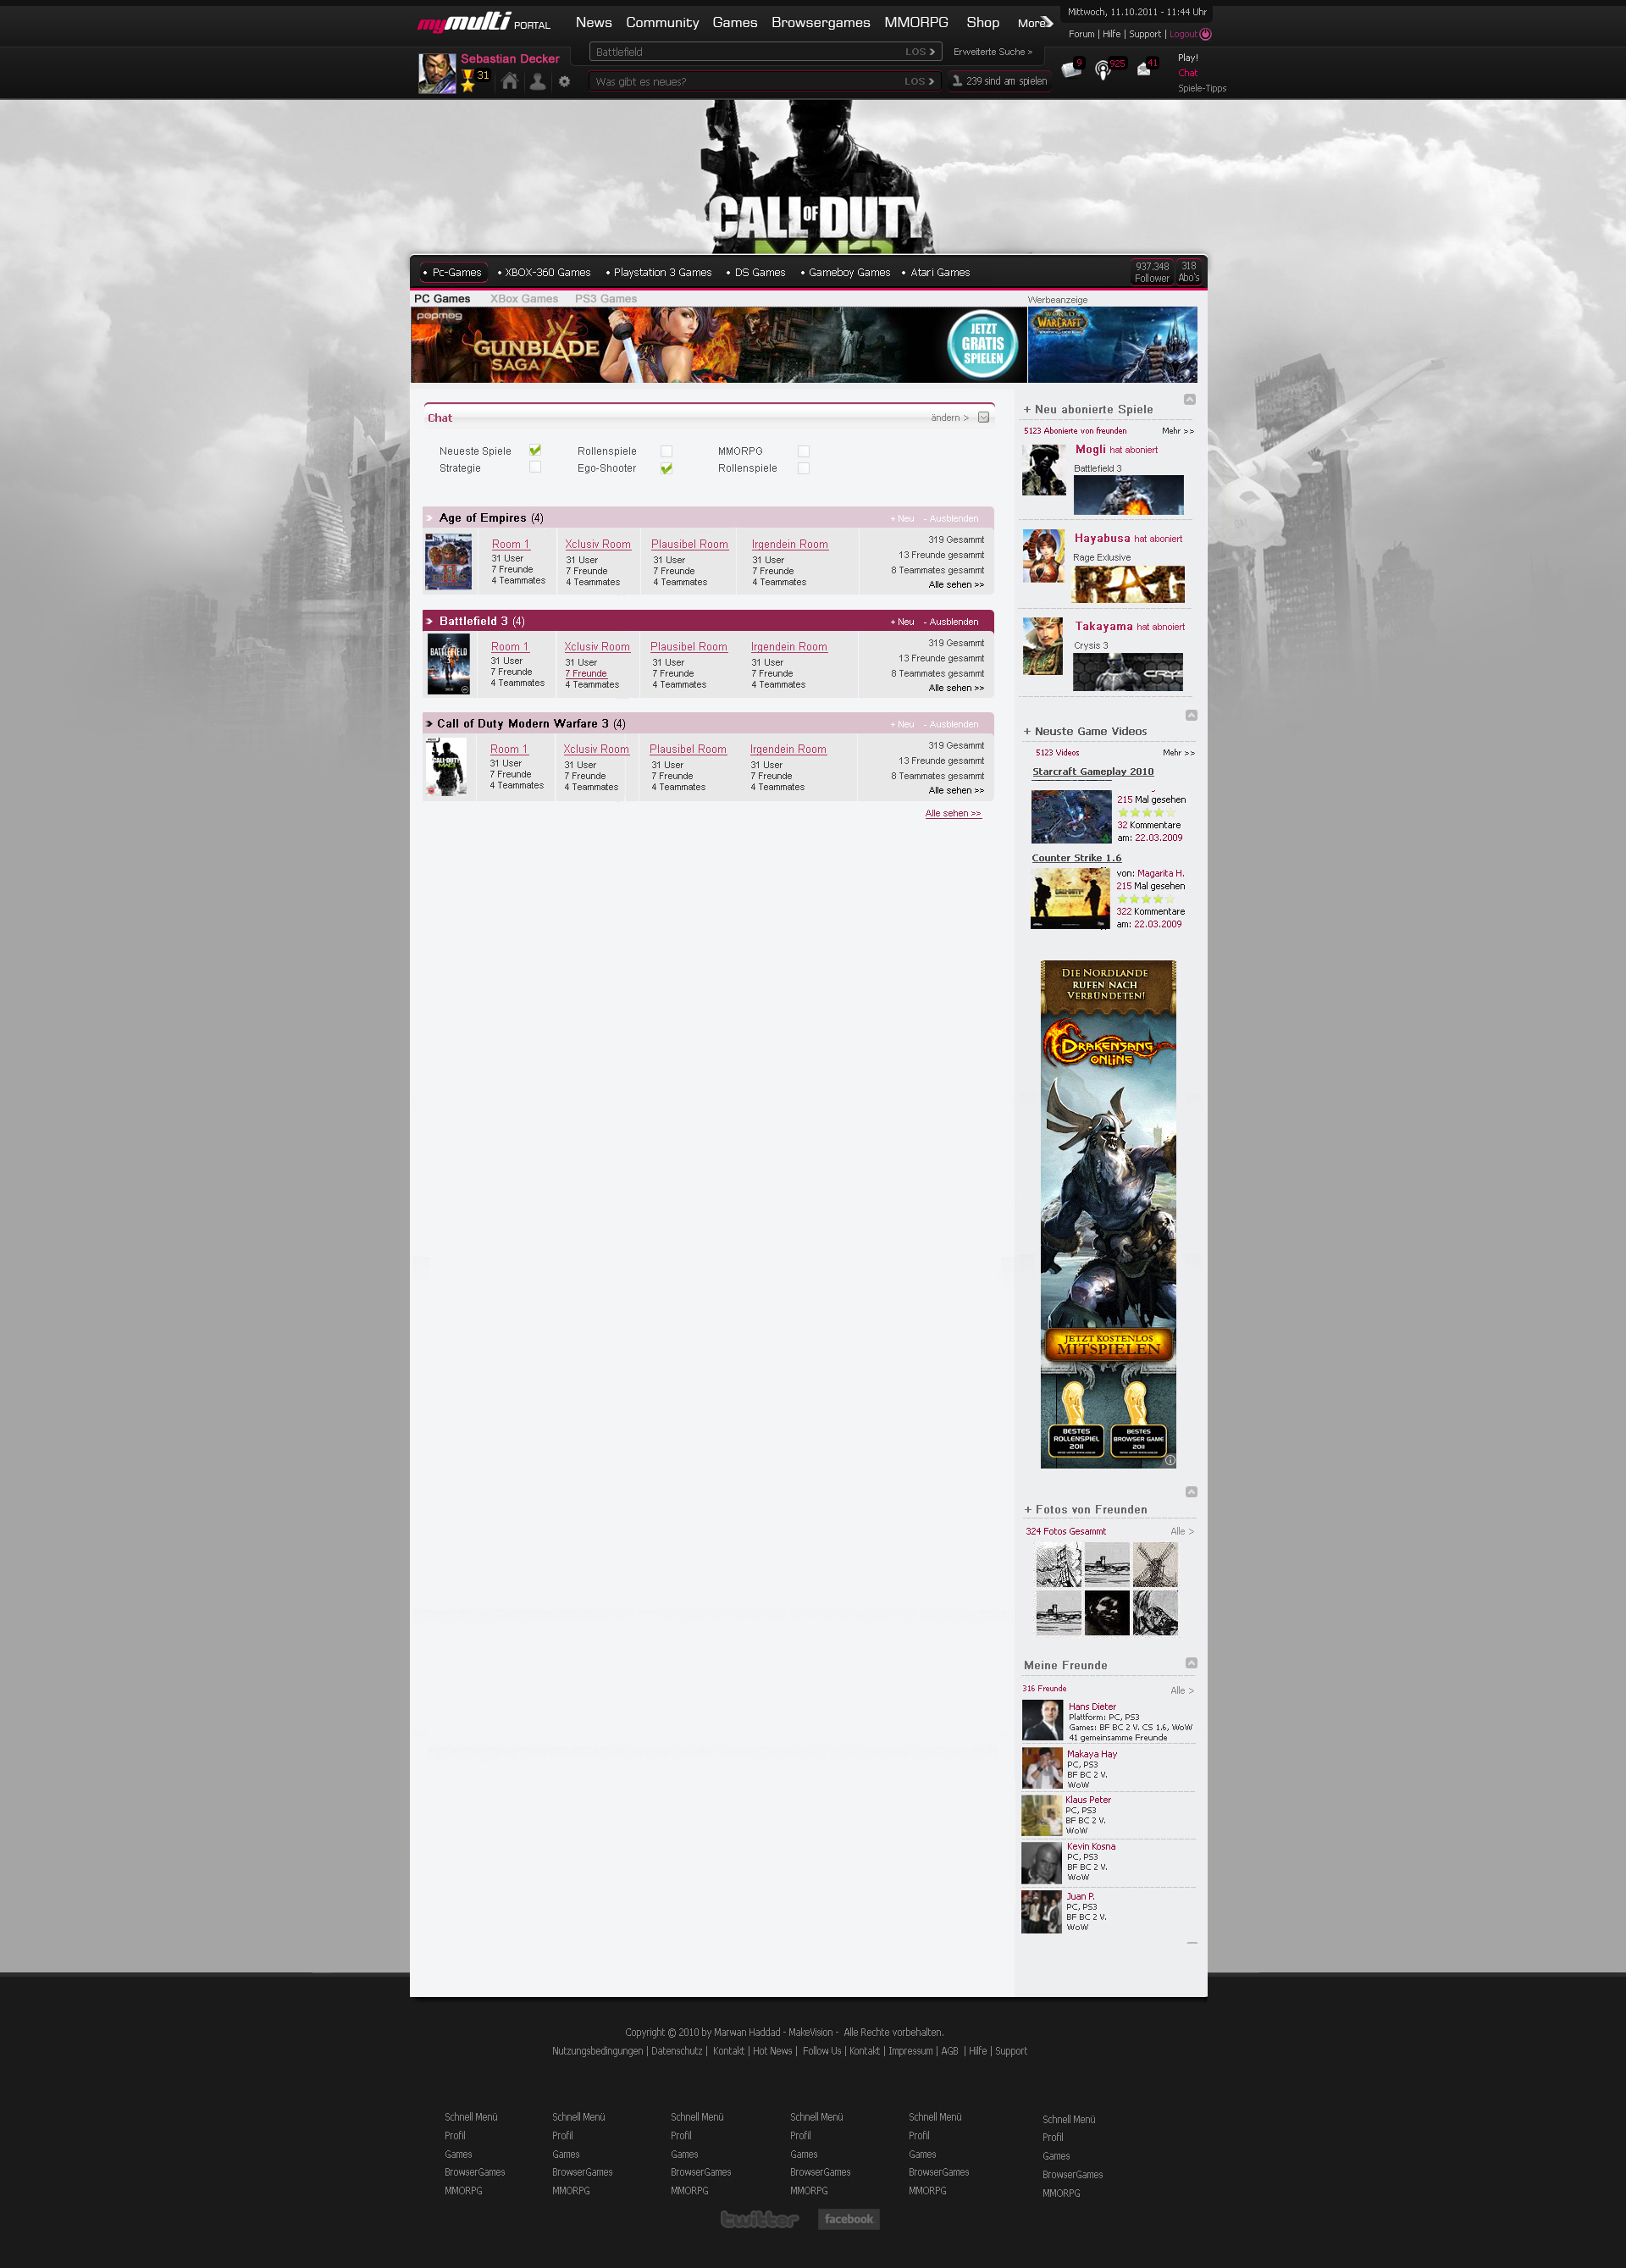 mymulti PORTAL
News Community Games Browsergames MMORPG Shop More
Mittwoch, 11.10.2011 - 11:44 Uhr
Forum | Hilfe | Support | Logout
Battlefield LOS
Erweiterte Suche >
Sebastian Decker
31
Was gibt es neues? LOS
239 sind am spielen
9 925 41
Play!
Chat
Spiele-Tipps
CALL OF DUTY
MW3
• Pc-Games • XBOX-360 Games • Playstation 3 Games • DS Games • Gameboy Games • Atari Games
937.348
Follower
318
Abo's
PC Games XBox Games PS3 Games
Werbeanzeige
popmog
GUNBLADE
SAGA
JETZT
GRATIS
SPIELEN
WORLD
WARCRAFT
Chat
ändern >
Neueste Spiele Rollenspiele MMORPG
Strategie Ego-Shooter Rollenspiele
Age of Empires (4)
+ Neu - Ausblenden
Room 1 Xclusiv Room Plausibel Room Irgendein Room
31 User 31 User 31 User 31 User
7 Freunde 7 Freunde 7 Freunde 7 Freunde
4 Teammates 4 Teammates 4 Teammates 4 Teammates
319 Gesammt
13 Freunde gesammt
8 Teammates gesammt
Alle sehen >>
Battlefield 3 (4)
+ Neu - Ausblenden
BATTLEFIELD
Room 1 Xclusiv Room Plausibel Room Irgendein Room
31 User 31 User 31 User 31 User
7 Freunde 7 Freunde 7 Freunde 7 Freunde
4 Teammates 4 Teammates 4 Teammates 4 Teammates
319 Gesammt
13 Freunde gesammt
8 Teammates gesammt
Alle sehen >>
Call of Duty Modern Warfare 3 (4)
+ Neu - Ausblenden
CALL DUTY
MW3
Room 1 Xclusiv Room Plausibel Room Irgendein Room
31 User 31 User 31 User 31 User
7 Freunde 7 Freunde 7 Freunde 7 Freunde
4 Teammates 4 Teammates 4 Teammates 4 Teammates
319 Gesammt
13 Freunde gesammt
8 Teammates gesammt
Alle sehen >>
Alle sehen >>
+ Neu abonierte Spiele
5123 Abonierte von freunden Mehr >>
Mogli hat aboniert
Battlefield 3
Hayabusa hat aboniert
Rage Exlusive
RAG
Takayama hat abnoiert
Crysis 3
CRYS
+ Neuste Game Videos
5123 Videos Mehr >>
Starcraft Gameplay 2010
215 Mal gesehen
32 Kommentare
am: 22.03.2009
Counter Strike 1.6
CALL DUTY
von: Magarita H.
215 Mal gesehen
322 Kommentare
am: 22.03.2009
DIE NORDLANDE
RUFEN NACH
VERBÜNDETEN!
DRAKENSANG
ONLINE
JETZT KOSTENLOS
MITSPIELEN
BESTES
ROLLENSPIEL
2011
BESTES
BROWSER GAME
2011
+ Fotos von Freunden
324 Fotos Gesammt Alle >
Meine Freunde
316 Freunde Alle >
Hans Dieter
Plattform: PC, PS3
Games: BF BC 2 V. CS 1.6, WoW
41 gemeinsamme Freunde
Makaya Hay
PC, PS3
BF BC 2 V.
WoW
Klaus Peter
PC, PS3
BF BC 2 V.
WoW
Kevin Kosna
PC, PS3
BF BC 2 V.
WoW
Juan P.
PC, PS3
BF BC 2 V.
WoW
Copyright © 2010 by Marwan Haddad - MakeVision - Alle Rechte vorbehalten.
Nutzungsbedingungen | Datenschutz | Kontakt | Hot News | Follow Us | Kontakt | Impressum | AGB | Hilfe | Support
Schnell Menü Schnell Menü Schnell Menü Schnell Menü Schnell Menü Schnell Menü
Profil Profil Profil Profil Profil Profil
Games Games Games Games Games Games
BrowserGames BrowserGames BrowserGames BrowserGames BrowserGames BrowserGames
MMORPG MMORPG MMORPG MMORPG MMORPG MMORPG
twitter facebook